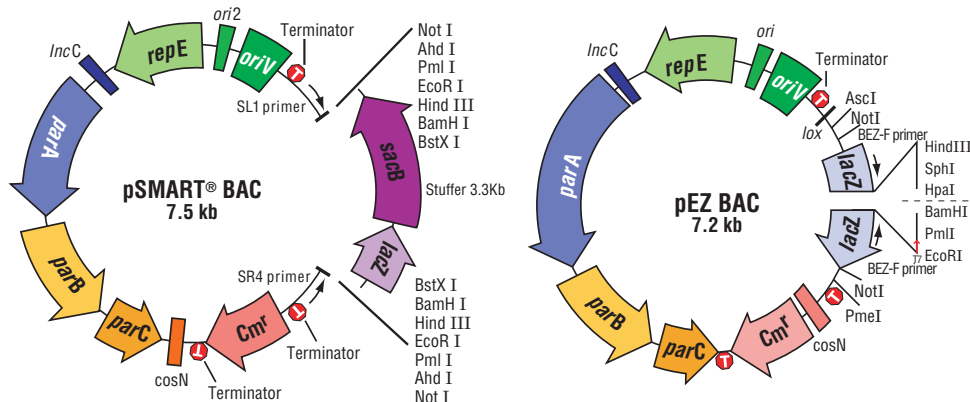 ori2
Terminator
IncC
repE
oriV
T
SL1 primer
Not I
Ahd I
Pml I
EcoR I
Hind III
BamH I
BstX I
parA
pSMART® BAC
7.5 kb
sacB
Stuffer 3.3Kb
lacZ
parB
SR4 primer
parC
cosN
Cmr
T
T
Terminator
Terminator
BstX I
BamH I
Hind III
EcoR I
Pml I
Ahd I
Not I
ori
Terminator
IncC
repE
oriV
T
lox
AscI
NotI
BEZ-F primer
lacZ
HindIII
SphI
HpaI
parA
pEZ BAC
7.2 kb
BamHI
PmlI
EcoRI
T7
lacZ
BEZ-F primer
NotI
PmeI
T
parB
parC
T
Cmr
cosN